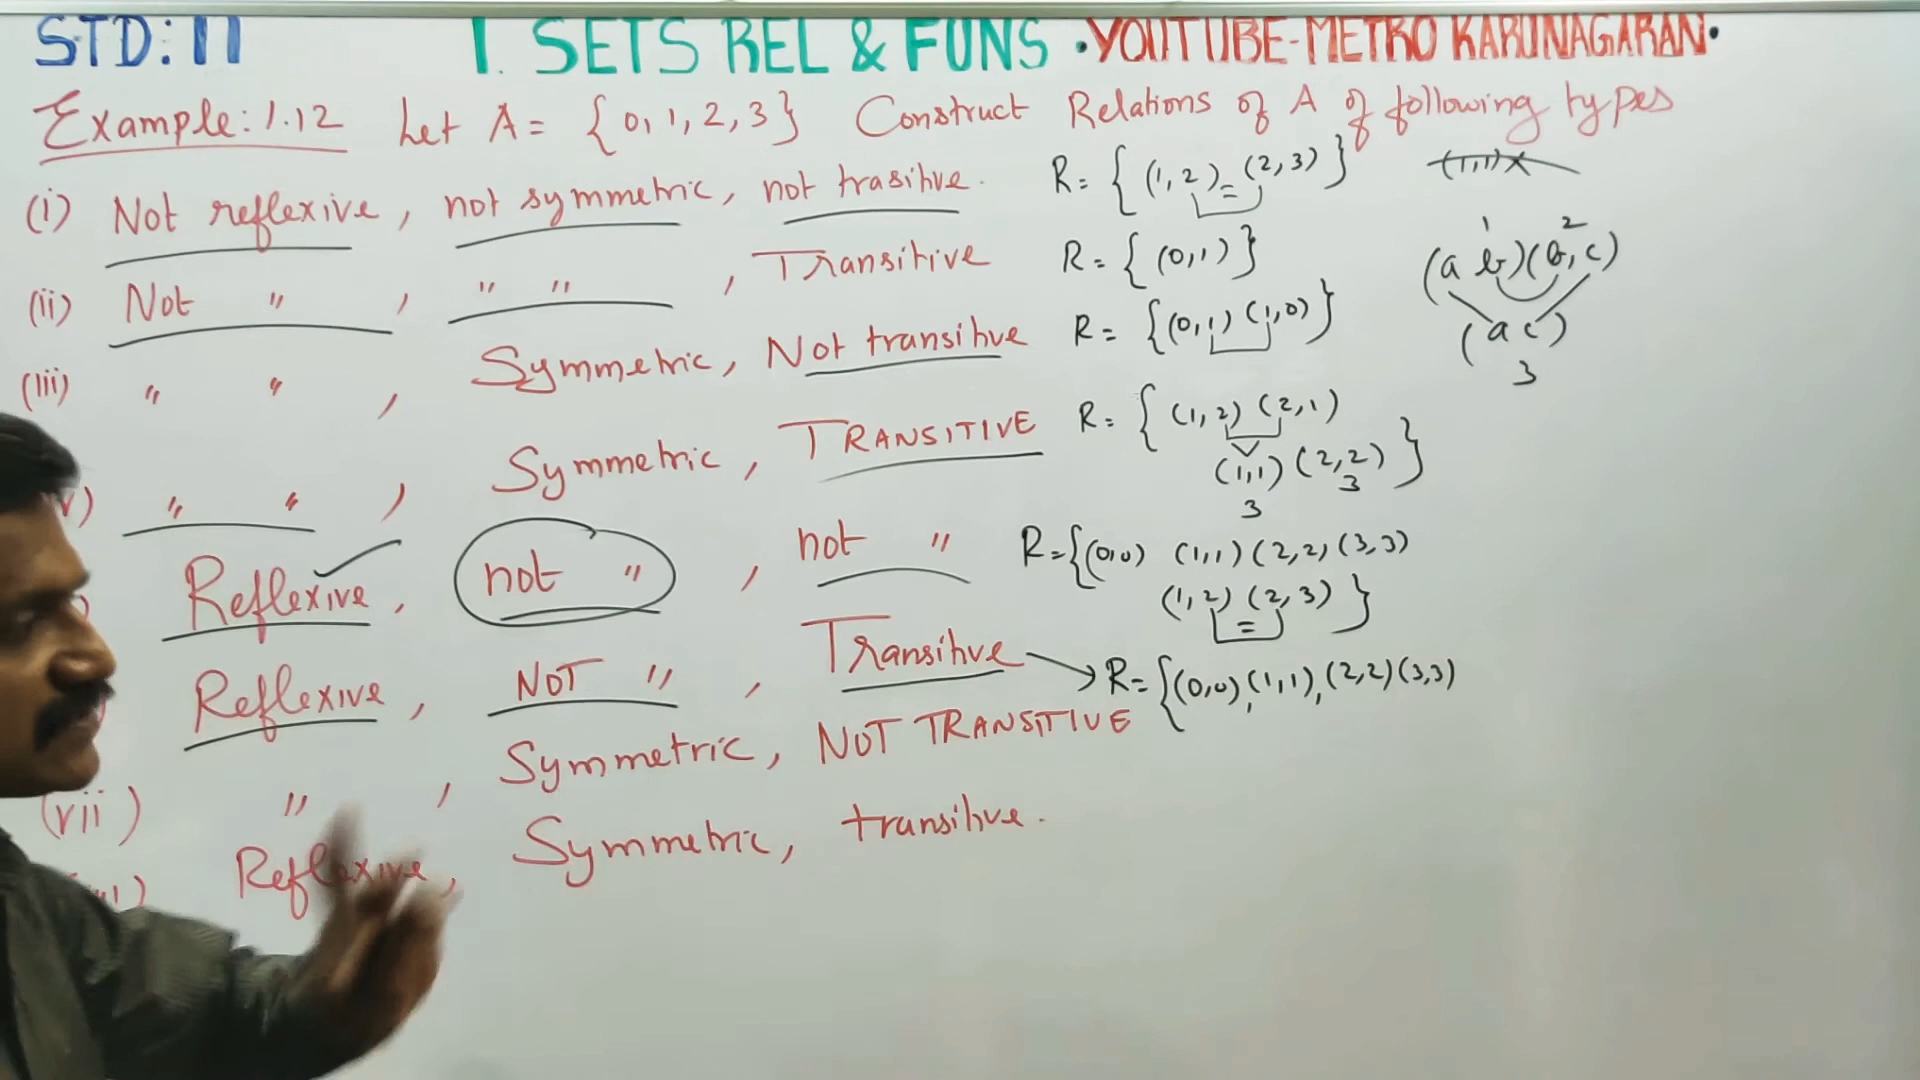 STD: 11 1. SETS REL & FUNS •YOUTUBE-METRO KARUNAGARAN•
Example: 1.12 Let A = {0, 1, 2, 3} Construct Relations of A of following types
(i) Not reflexive, not symmetric, not trasitive. R = {(1, 2) (2, 3)} (1,1) X
(ii) Not " , " " , Transitive R = {(0,1)}
(a b)(b, c) 1 2
(a c)
3
(iii) " " , Symmetric, Not transitive R = {(0,1) (1,0)}
v) " " , Symmetric, TRANSITIVE R = { (1, 2) (2, 1)
(1,1) (2,2) }
3 3
Reflexive, not " , not " R = {(0,0) (1,1) (2,2) (3,3)
(1,2) (2,3) }
Reflexive, NOT " , Transitive → R = {(0,0), (1,1), (2,2) (3,3)
(vii) " , Symmetric, NOT TRANSITIVE
Reflexive, Symmetric, transitive.